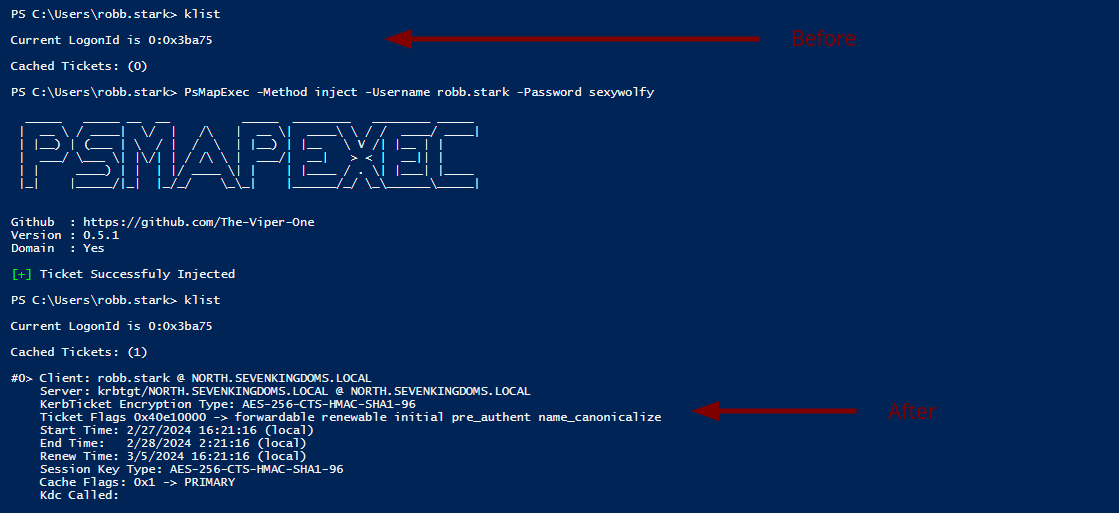 PS C:\Users\robb.stark> klist
Current LogonId is 0:0x3ba75
Before
Cached Tickets: (0)
PS C:\Users\robb.stark> PsMapExec -Method inject -Username robb.stark -Password sexywolfy
PSMAPEXEC
Github  : https://github.com/The-Viper-One
Version : 0.5.1
Domain  : Yes
[+] Ticket Successfuly Injected
PS C:\Users\robb.stark> klist
Current LogonId is 0:0x3ba75
Cached Tickets: (1)
#0> Client: robb.stark @ NORTH.SEVENKINGDOMS.LOCAL
Server: krbtgt/NORTH.SEVENKINGDOMS.LOCAL @ NORTH.SEVENKINGDOMS.LOCAL
KerbTicket Encryption Type: AES-256-CTS-HMAC-SHA1-96
Ticket Flags 0x40e10000 -> forwardable renewable initial pre_authent name_canonicalize
After
Start Time: 2/27/2024 16:21:16 (local)
End Time:   2/28/2024 2:21:16 (local)
Renew Time: 3/5/2024 16:21:16 (local)
Session Key Type: AES-256-CTS-HMAC-SHA1-96
Cache Flags: 0x1 -> PRIMARY
Kdc Called: